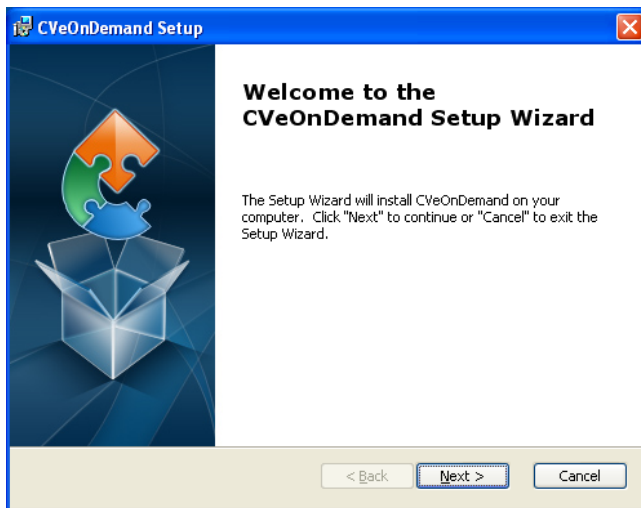 CVeOnDemand Setup
Welcome to the
CVeOnDemand Setup Wizard
The Setup Wizard will install CVeOnDemand on your
computer. Click "Next" to continue or "Cancel" to exit the
Setup Wizard.
< Back Next > Cancel